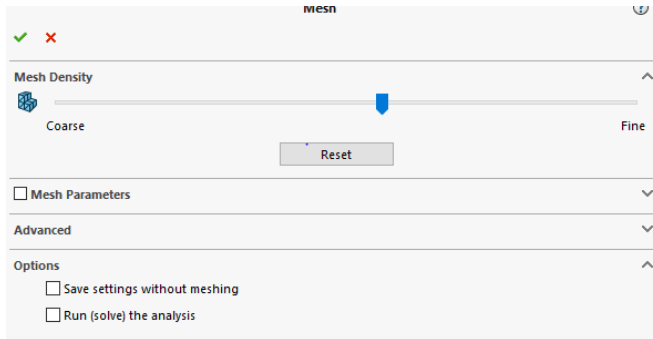 Mesh
Mesh Density
Coarse Fine
Reset
Mesh Parameters
Advanced
Options
Save settings without meshing
Run (solve) the analysis